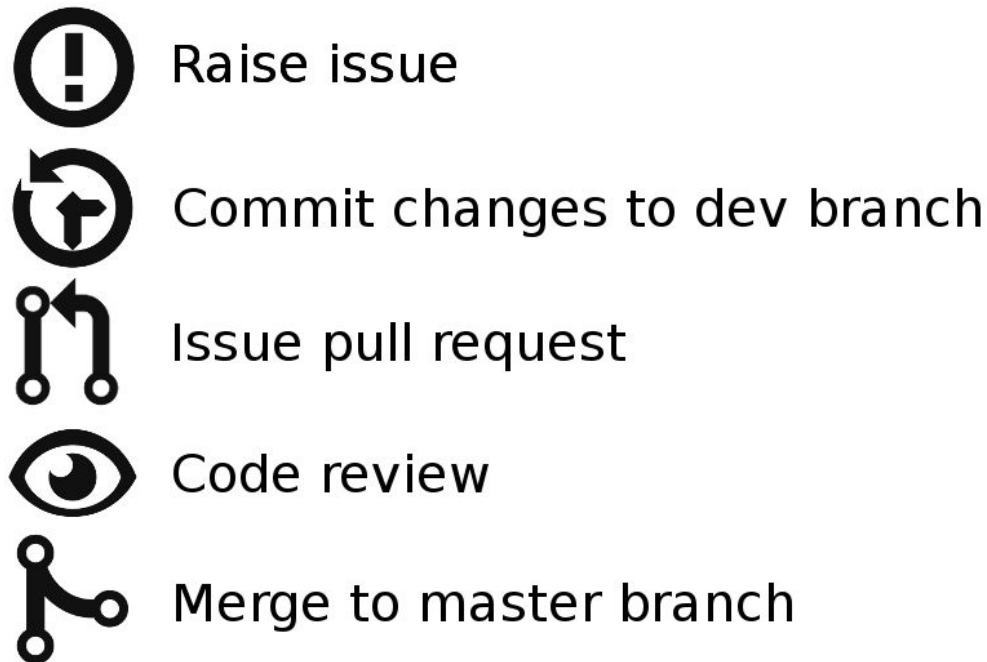 Raise issue
Commit changes to dev branch
Issue pull request
Code review
Merge to master branch